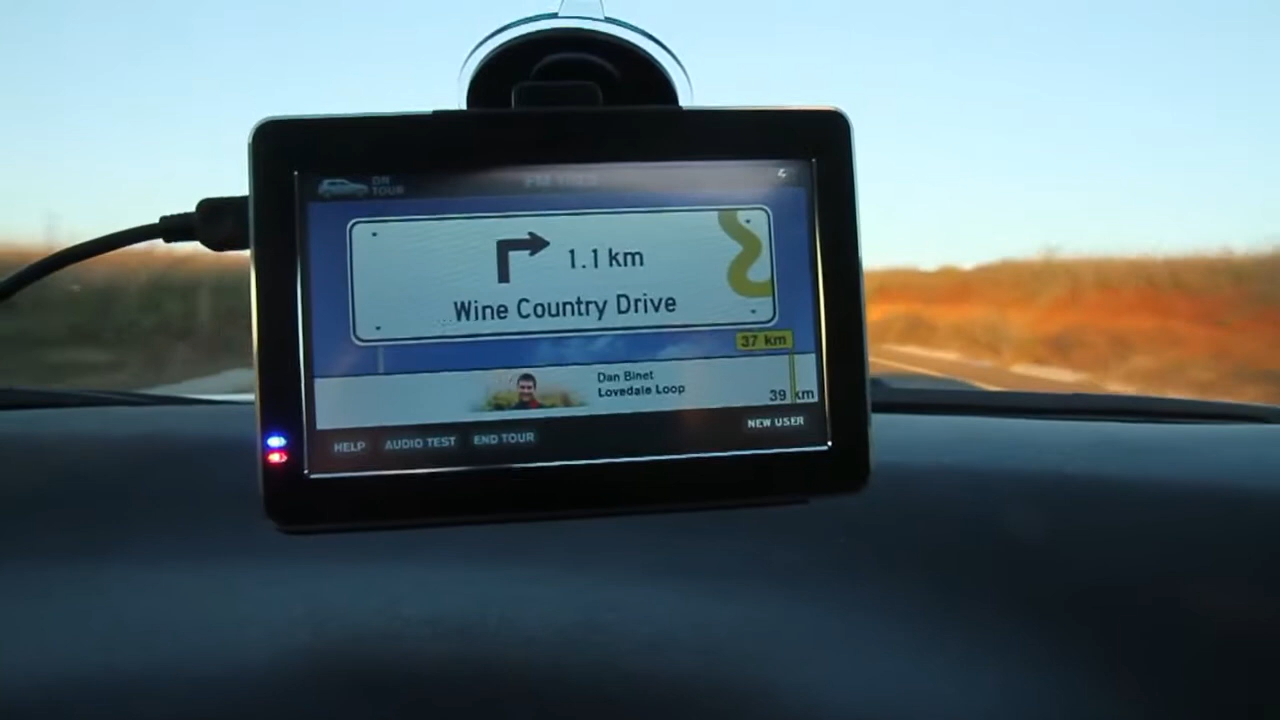 ON
TOUR
1.1 km
Wine Country Drive
37 km
Dan Binet
Lovedale Loop
39 km
NEW USER
HELP AUDIO TEST END TOUR